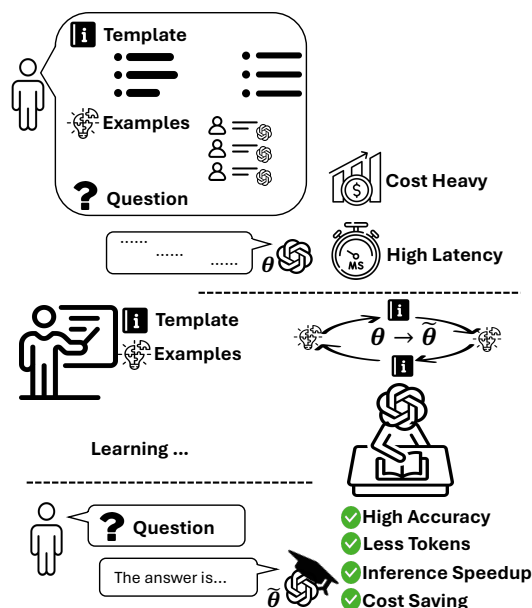 Template
Examples
? Question
$
Cost Heavy
......
......
......
θ
MS
High Latency
Template
Examples
θ → θ̃
Learning ...
? Question
High Accuracy
Less Tokens
The answer is...
Inference Speedup
θ̃
Cost Saving